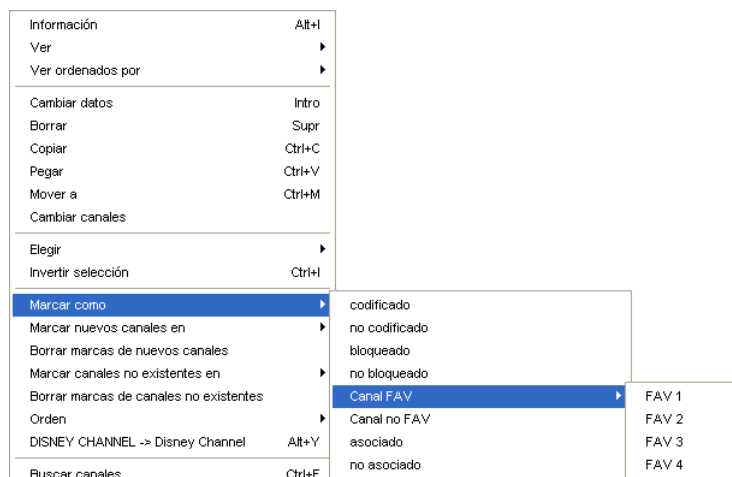 Información Alt+I
Ver
Ver ordenados por
Cambiar datos Intro
Borrar Supr
Copiar Ctrl+C
Pegar Ctrl+V
Mover a Ctrl+M
Cambiar canales
Elegir
Invertir selección Ctrl+I
Marcar como
Marcar nuevos canales en
Borrar marcas de nuevos canales
Marcar canales no existentes en
Borrar marcas de canales no existentes
Orden
DISNEY CHANNEL -> Disney Channel Alt+Y
Buscar canales Ctrl+F
codificado
no codificado
bloqueado
no bloqueado
Canal FAV
Canal no FAV
asociado
no asociado
FAV 1
FAV 2
FAV 3
FAV 4